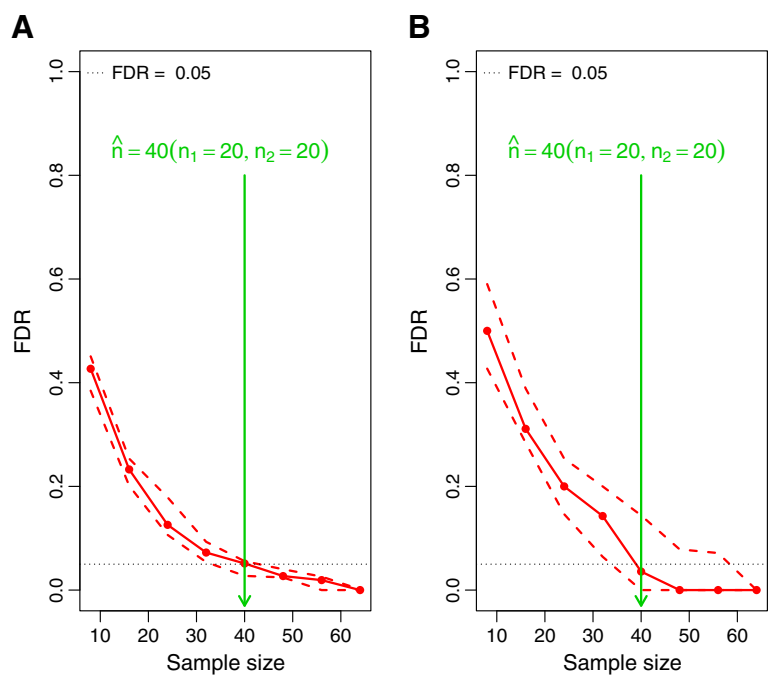 A
FDR = 0.05
n̂ = 40(n₁ = 20, n₂ = 20)
FDR
1.0
0.8
0.6
0.4
0.2
0.0
10 20 30 40 50 60
Sample size
B
FDR = 0.05
n̂ = 40(n₁ = 20, n₂ = 20)
FDR
1.0
0.8
0.6
0.4
0.2
0.0
10 20 30 40 50 60
Sample size